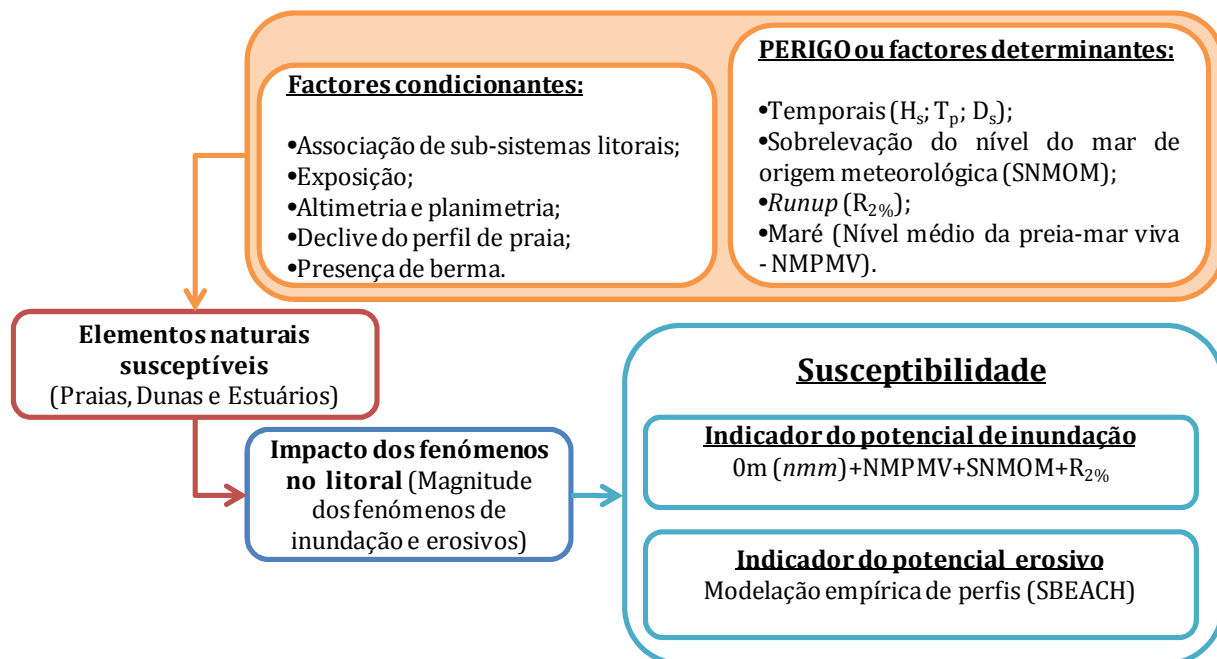 Factores condicionantes:
•Associação de sub-sistemas litorais;
•Exposição;
•Altimetria e planimetria;
•Declive do perfil de praia;
•Presença de berma.
PERIGO ou factores determinantes:
•Temporais (Hs; Tp; Ds);
•Sobrelevação do nível do mar de
origem meteorológica (SNMOM);
•Runup (R2%);
•Maré (Nível médio da preia-mar viva
- NMPMV).
Elementos naturais
susceptíveis
(Praias, Dunas e Estuários)
Impacto dos fenómenos
no litoral (Magnitude
dos fenómenos de
inundação e erosivos)
Susceptibilidade
Indicador do potencial de inundação
0m (nmm)+NMPMV+SNMOM+R2%
Indicador do potencial erosivo
Modelação empírica de perfis (SBEACH)